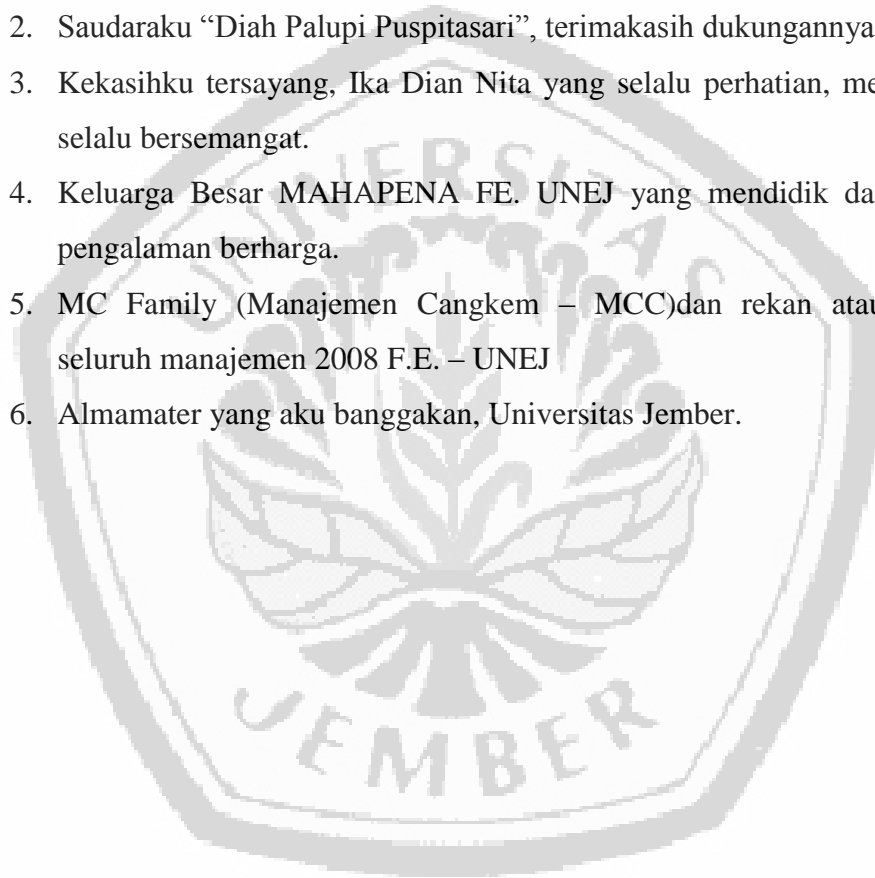 2. Saudaraku “Diah Palupi Puspitasari”, terimakasih dukungannya
3. Kekasihku tersayang, Ika Dian Nita yang selalu perhatian, me
selalu bersemangat.
4. Keluarga Besar MAHAPENA FE. UNEJ yang mendidik da
pengalaman berharga.
5. MC Family (Manajemen Cangkem – MCC)dan rekan atau
seluruh manajemen 2008 F.E. – UNEJ
6. Almamater yang aku banggakan, Universitas Jember.
UNIVERSITAS
JEMBER